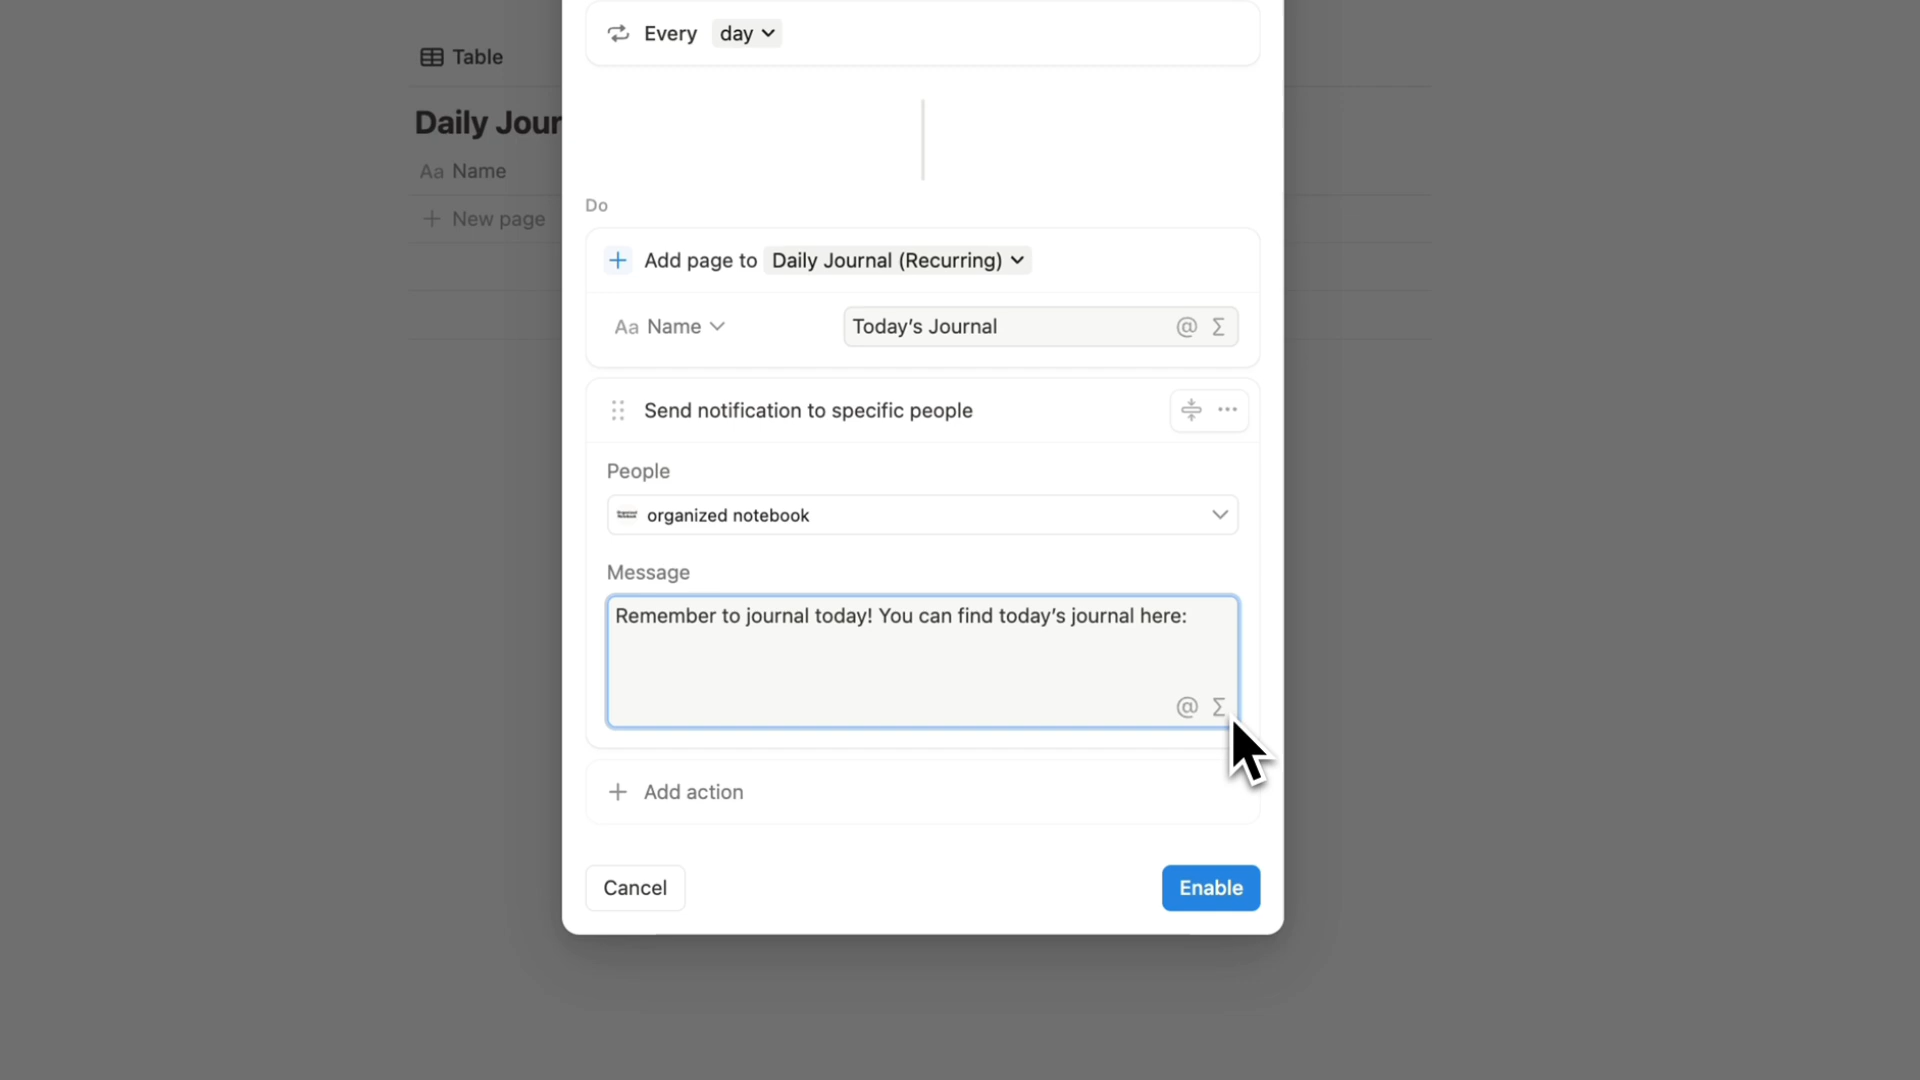 Every day
Table
Daily Jour
Aa Name
New page
Do
Add page to Daily Journal (Recurring)
Aa Name
Today’s Journal @ Σ
Send notification to specific people
People
organized notebook
Message
Remember to journal today! You can find today’s journal here:
@ Σ
Add action
Cancel
Enable